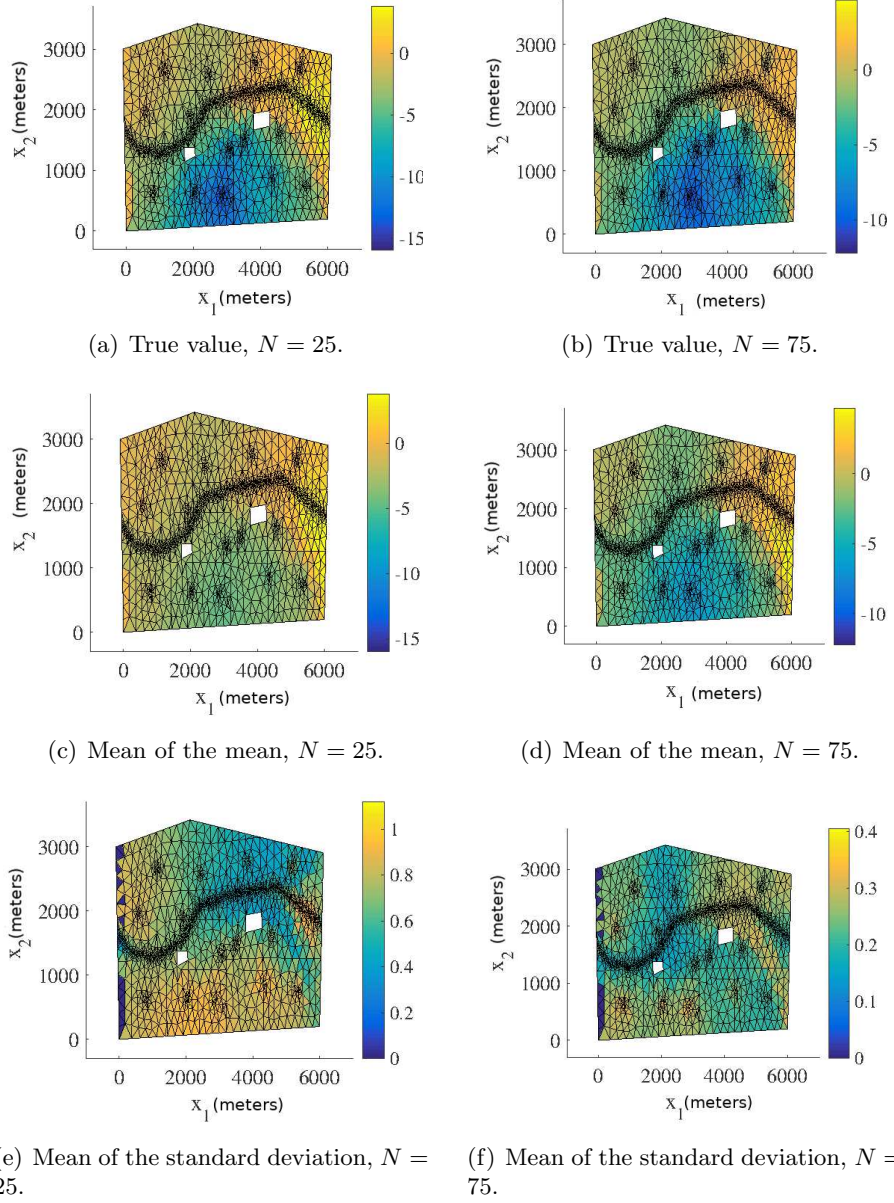 3000
2000
1000
0
0 2000 4000 6000
x₂ (meters)
x₁ (meters)
0
-5
-10
-15
(a) True value, N = 25.
3000
2000
1000
0
0 2000 4000 6000
x₂ (meters)
x₁ (meters)
0
-5
-10
(b) True value, N = 75.
3000
2000
1000
0
0 2000 4000 6000
x₂ (meters)
x₁ (meters)
0
-5
-10
-15
(c) Mean of the mean, N = 25.
3000
2000
1000
0
0 2000 4000 6000
x₂ (meters)
x₁ (meters)
0
-5
-10
(d) Mean of the mean, N = 75.
3000
2000
1000
0
0 2000 4000 6000
x₂(meters)
x₁(meters)
1
0.8
0.6
0.4
0.2
0
(e) Mean of the standard deviation, N =
25.
3000
2000
1000
0
0 2000 4000 6000
x₂ (meters)
x₁(meters)
0.4
0.3
0.2
0.1
0
(f) Mean of the standard deviation, N =
75.